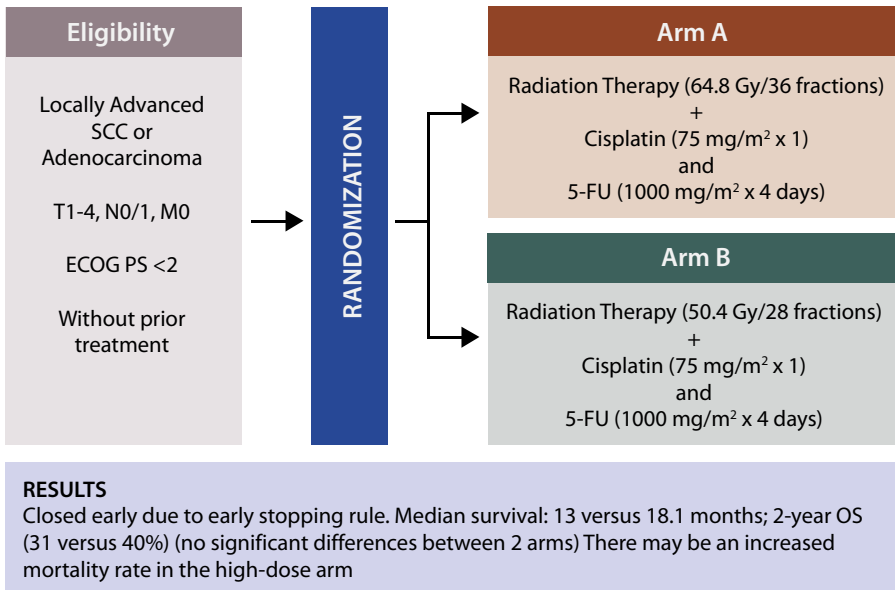 Eligibility
Locally Advanced
SCC or
Adenocarcinoma
T1-4, N0/1, M0
ECOG PS <2
Without prior
treatment
RANDOMIZATION
Arm A
Radiation Therapy (64.8 Gy/36 fractions)
+
Cisplatin (75 mg/m² x 1)
and
5-FU (1000 mg/m² x 4 days)
Arm B
Radiation Therapy (50.4 Gy/28 fractions)
+
Cisplatin (75 mg/m² x 1)
and
5-FU (1000 mg/m² x 4 days)
RESULTS
Closed early due to early stopping rule. Median survival: 13 versus 18.1 months; 2-year OS
(31 versus 40%) (no significant differences between 2 arms) There may be an increased
mortality rate in the high-dose arm